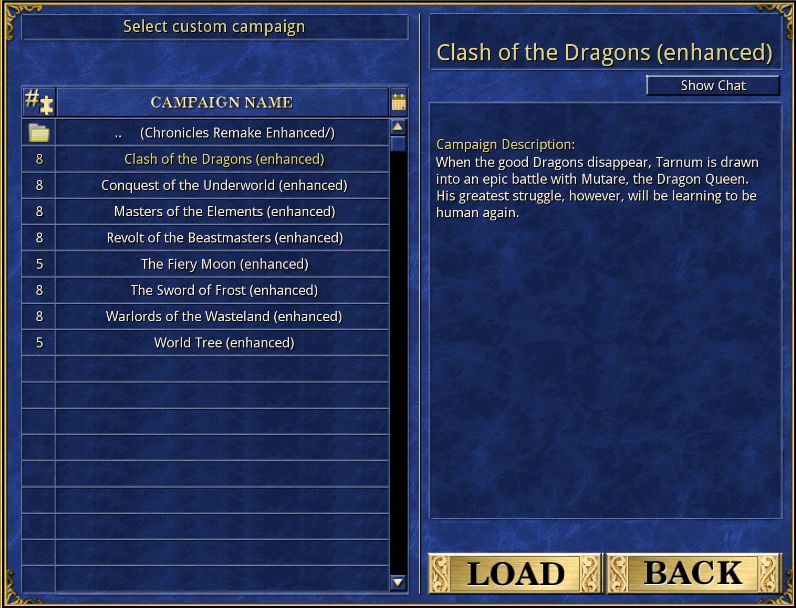 Select custom campaign
# CAMPAIGN NAME
.. (Chronicles Remake Enhanced/)
8 Clash of the Dragons (enhanced)
8 Conquest of the Underworld (enhanced)
8 Masters of the Elements (enhanced)
8 Revolt of the Beastmasters (enhanced)
5 The Fiery Moon (enhanced)
8 The Sword of Frost (enhanced)
8 Warlords of the Wasteland (enhanced)
5 World Tree (enhanced)
Clash of the Dragons (enhanced)
Show Chat
Campaign Description:
When the good Dragons disappear, Tarnum is drawn
into an epic battle with Mutare, the Dragon Queen.
His greatest struggle, however, will be learning to be
human again.
LOAD BACK